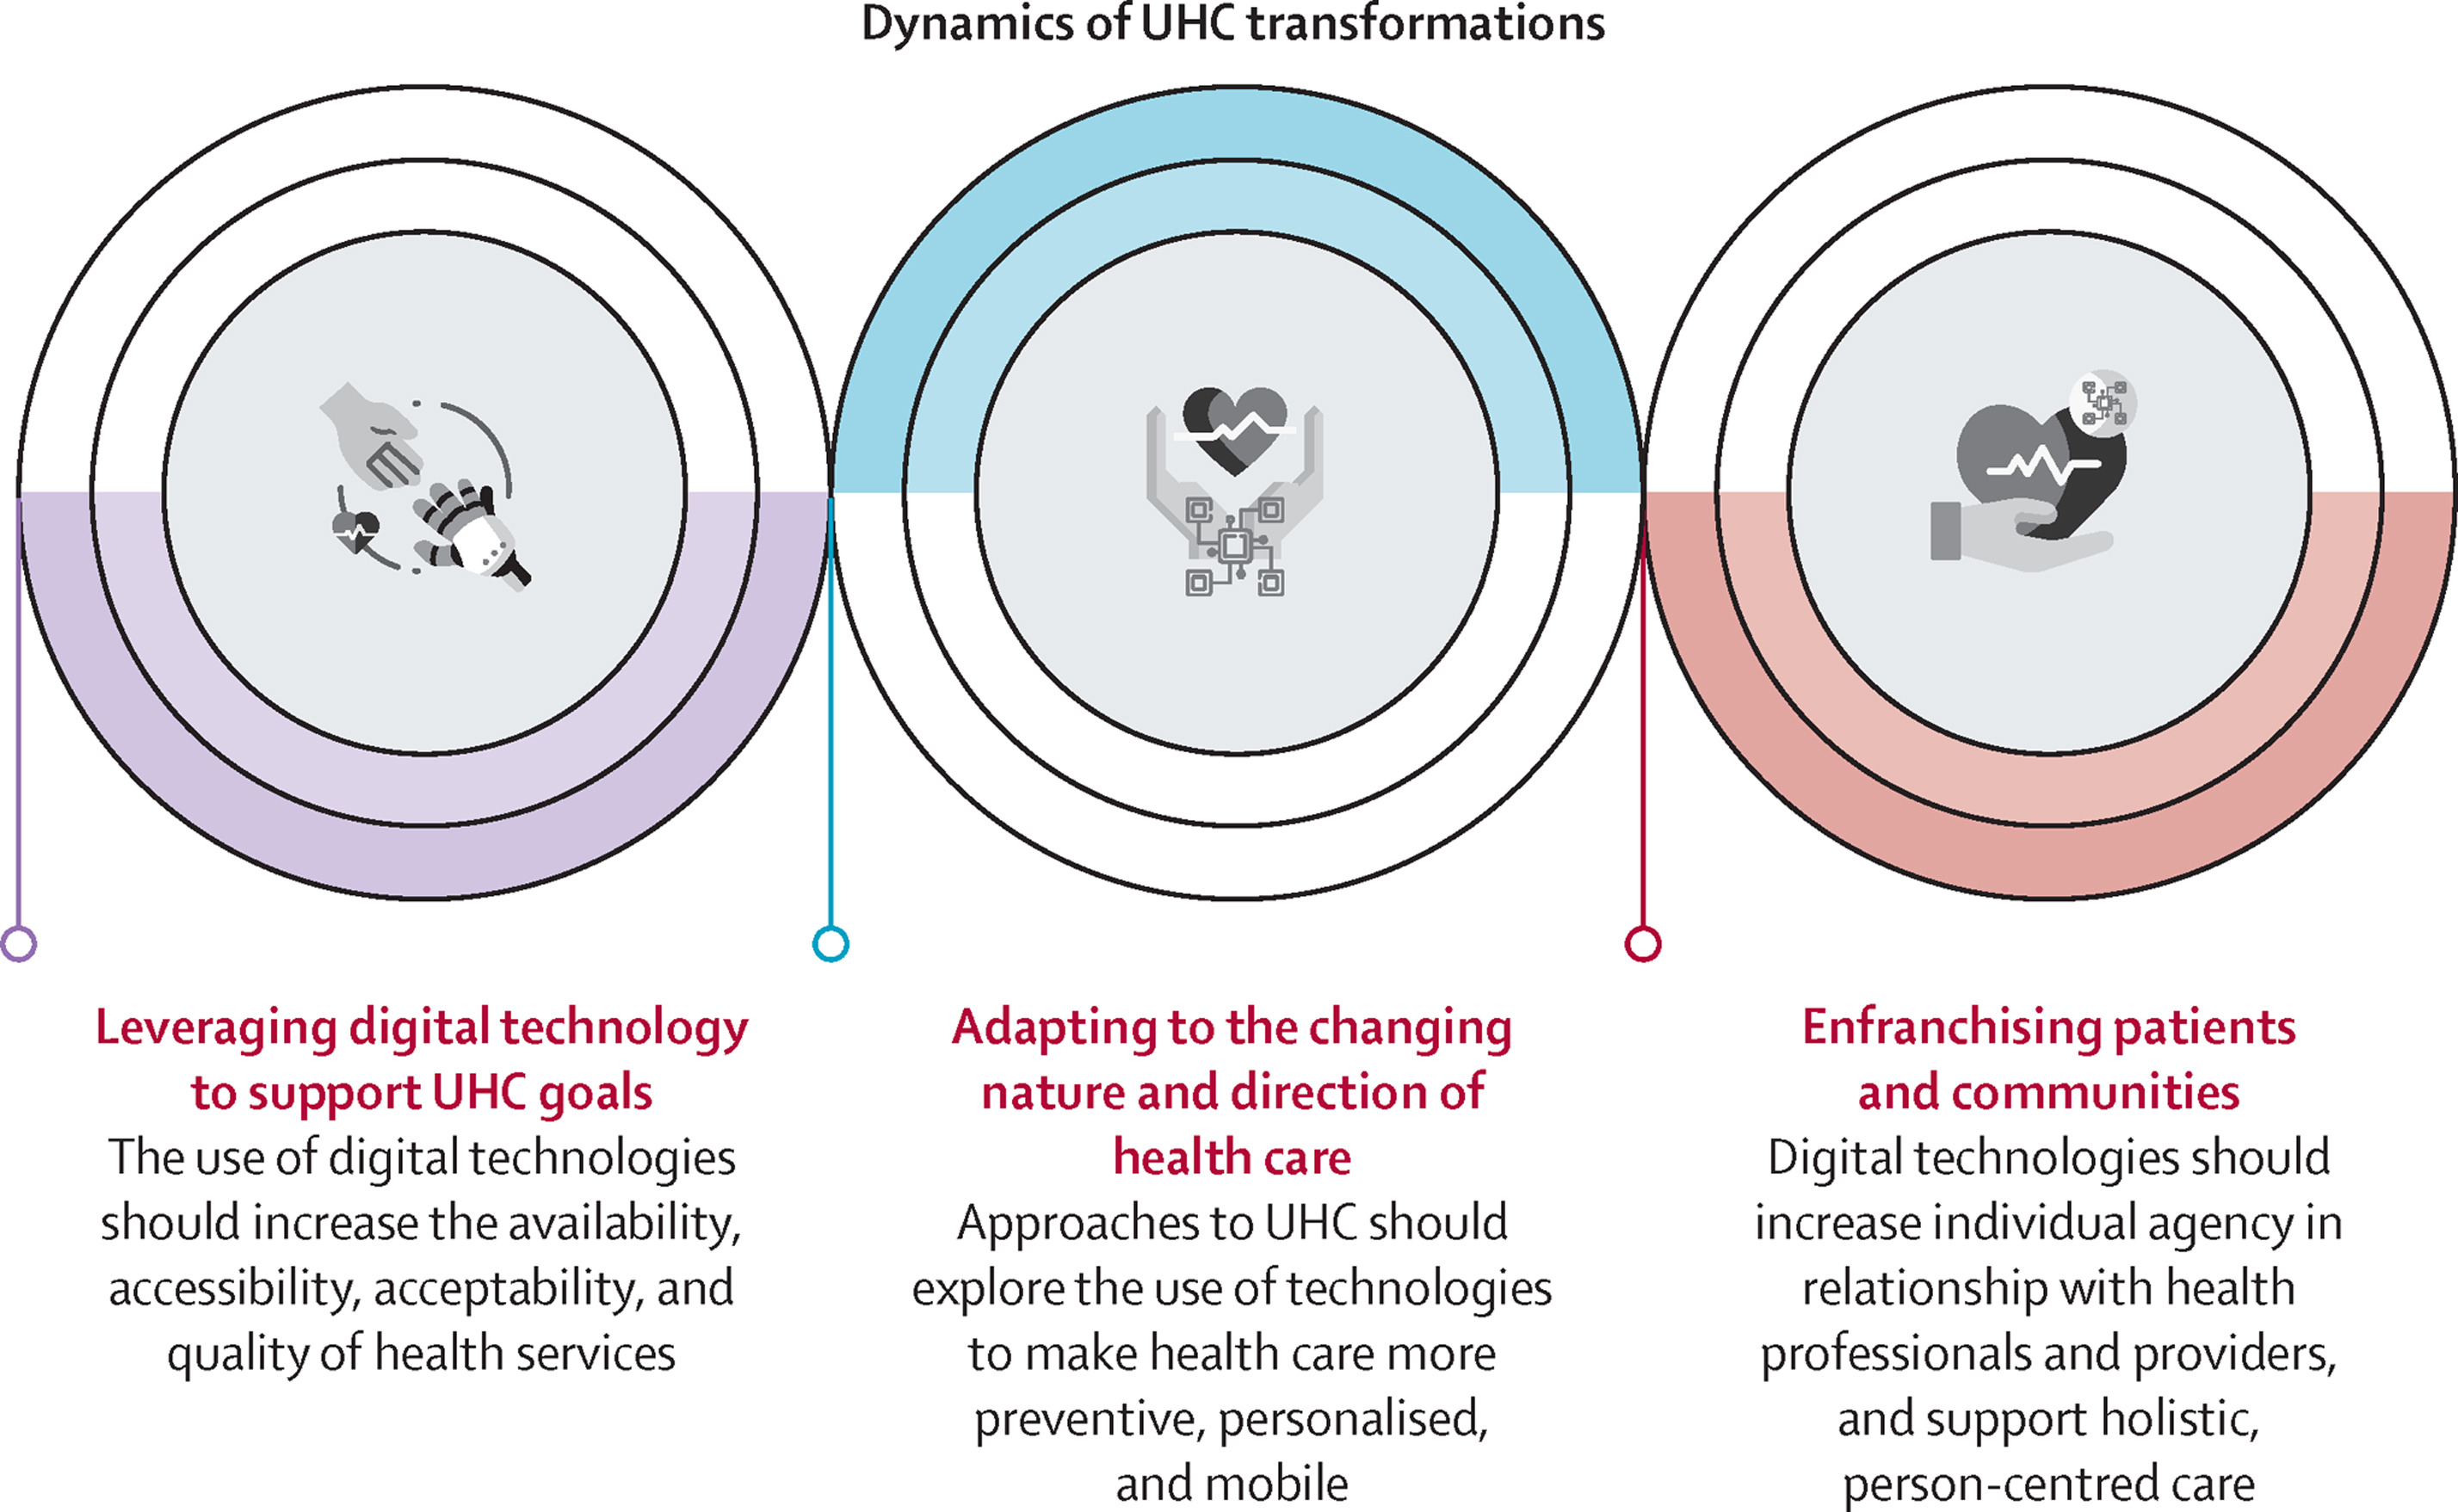 Dynamics of UHC transformations
Leveraging digital technology
to support UHC goals
The use of digital technologies
should increase the availability,
accessibility, acceptability, and
quality of health services
Adapting to the changing
nature and direction of
health care
Approaches to UHC should
explore the use of technologies
to make health care more
preventive, personalised,
and mobile
Enfranchising patients
and communities
Digital technologies should
increase individual agency in
relationship with health
professionals and providers,
and support holistic,
person-centred care